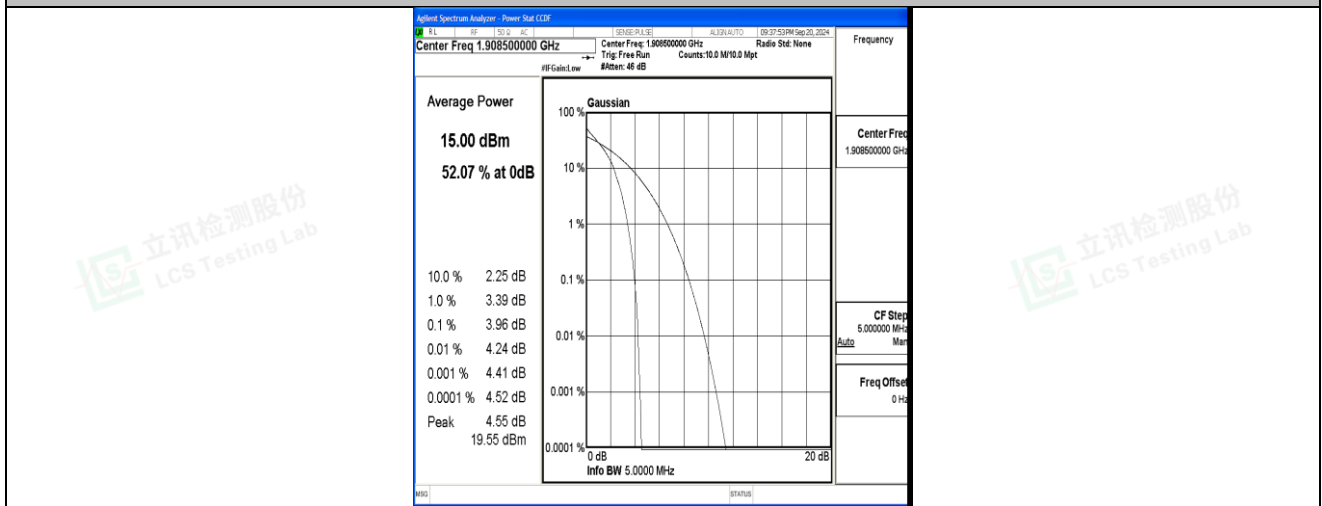 Agilent Spectrum Analyzer - Power Stat CCDF
RL RF 50 Ω AC SENSE:PULSE ALIGN AUTO 09:37:53 PM Sep 20, 2024
Center Freq 1.908500000 GHz
Center Freq: 1.908500000 GHz Radio Std: None
Trig: Free Run Counts:10.0 M/10.0 Mpt
#IFGain:Low #Atten: 46 dB
Frequency
Average Power
15.00 dBm
52.07 % at 0dB
10.0 % 2.25 dB
1.0 % 3.39 dB
0.1 % 3.96 dB
0.01 % 4.24 dB
0.001 % 4.41 dB
0.0001 % 4.52 dB
Peak 4.55 dB
19.55 dBm
Gaussian
100 %
10 %
1 %
0.1 %
0.01 %
0.001 %
0.0001 %
0 dB 20 dB
Info BW 5.0000 MHz
Center Freq
1.908500000 GHz
CF Step
5.000000 MHz
Auto Man
Freq Offset
0 Hz
MSG STATUS
立讯检测股份
LCS Testing Lab
立讯检测股份
LCS Testing Lab